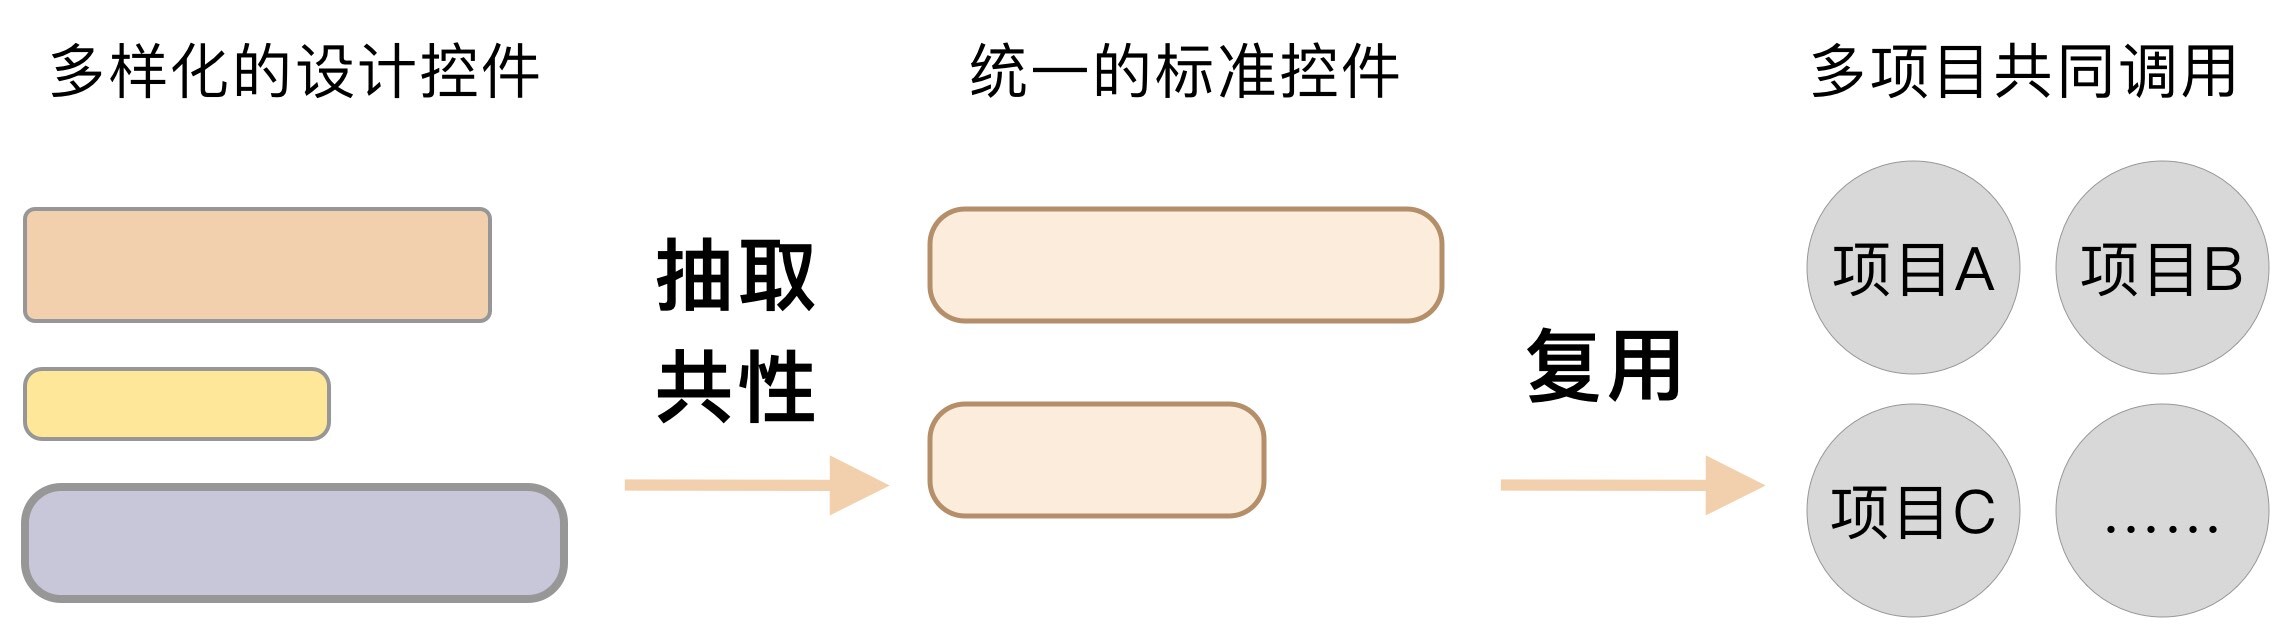 多样化的设计控件
统一的标准控件
多项目共同调用
抽取
共性
复用
项目A
项目B
项目C
……